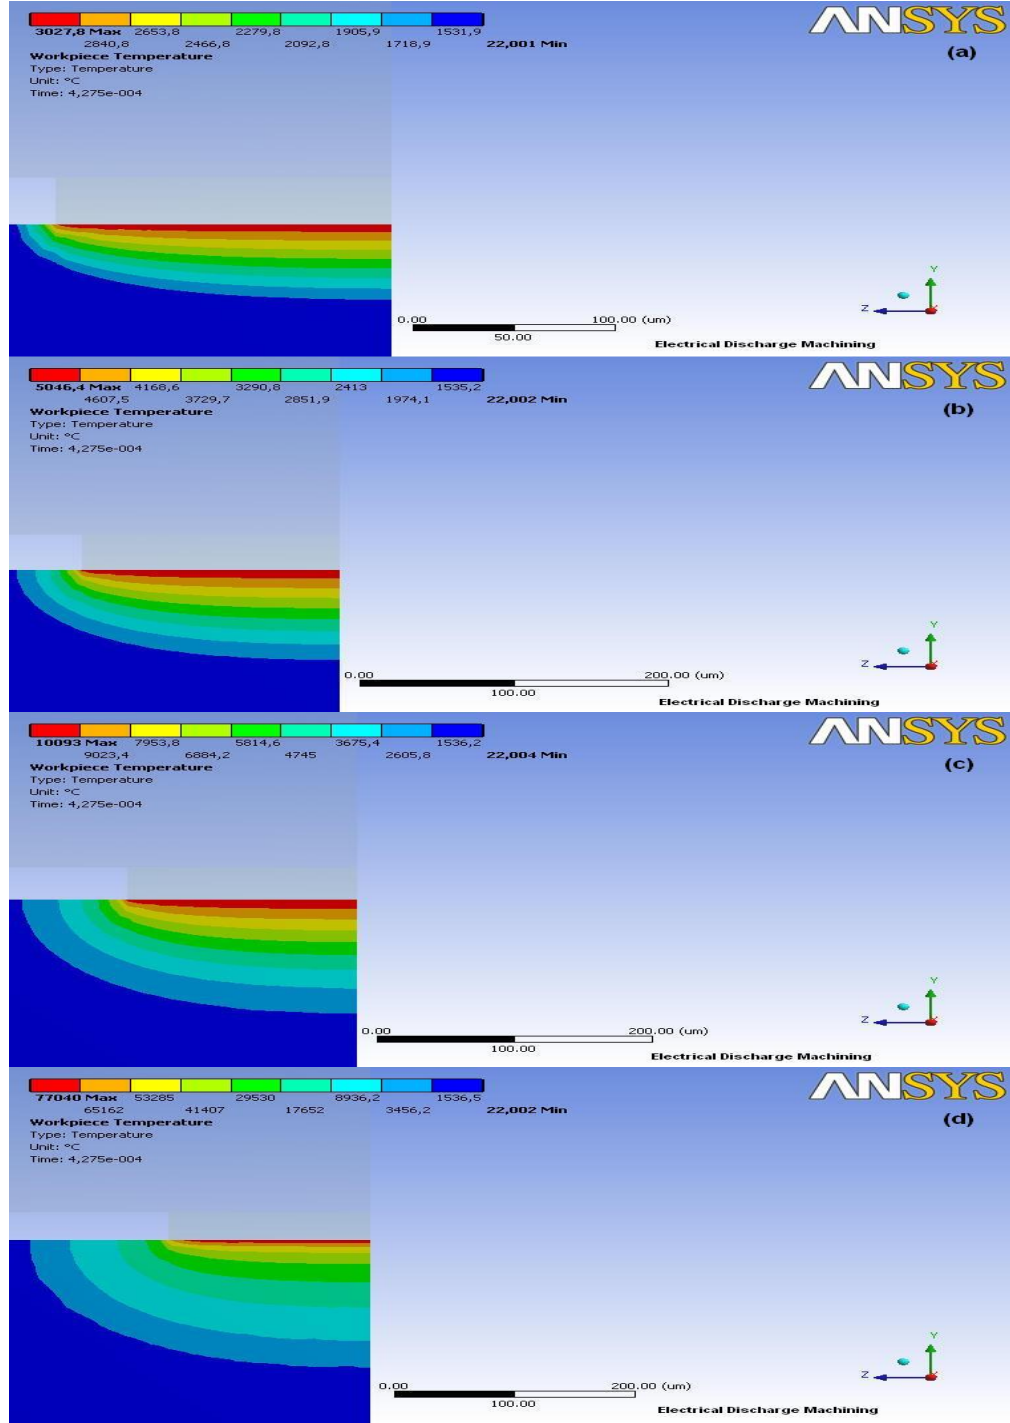 ANSYS
3027,8 Max 2653,8 2279,8 1905,9 1531,9
2840,8 2466,8 2092,8 1718,9 22,001 Min
(a)
Workpiece Temperature
Type: Temperature
Unit: °C
Time: 4,275e-004
Y
Z
0.00 100.00 (um)
50.00
Electrical Discharge Machining
ANSYS
5046,4 Max 4168,6 3290,8 2413 1535,2
4607,5 3729,7 2851,9 1974,1 22,002 Min
(b)
Workpiece Temperature
Type: Temperature
Unit: °C
Time: 4,275e-004
Y
Z
0.00 200.00 (um)
100.00
Electrical Discharge Machining
ANSYS
10093 Max 7953,8 5814,6 3675,4 1536,2
9023,4 6884,2 4745 2605,8 22,004 Min
(c)
Workpiece Temperature
Type: Temperature
Unit: °C
Time: 4,275e-004
Y
Z
0.00 200.00 (um)
100.00
Electrical Discharge Machining
ANSYS
77040 Max 53285 29530 8936,2 1536,5
65162 41407 17652 3456,2 22,002 Min
(d)
Workpiece Temperature
Type: Temperature
Unit: °C
Time: 4,275e-004
Y
Z
0.00 200.00 (um)
100.00
Electrical Discharge Machining